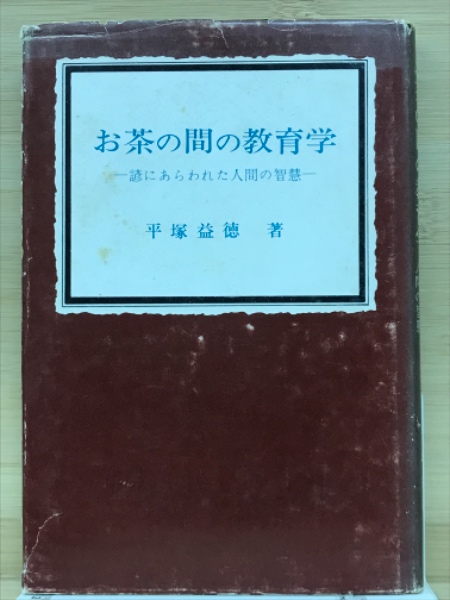 お茶の間の教育学
―諺にあらわれた人間の智慧―
平塚益徳 著